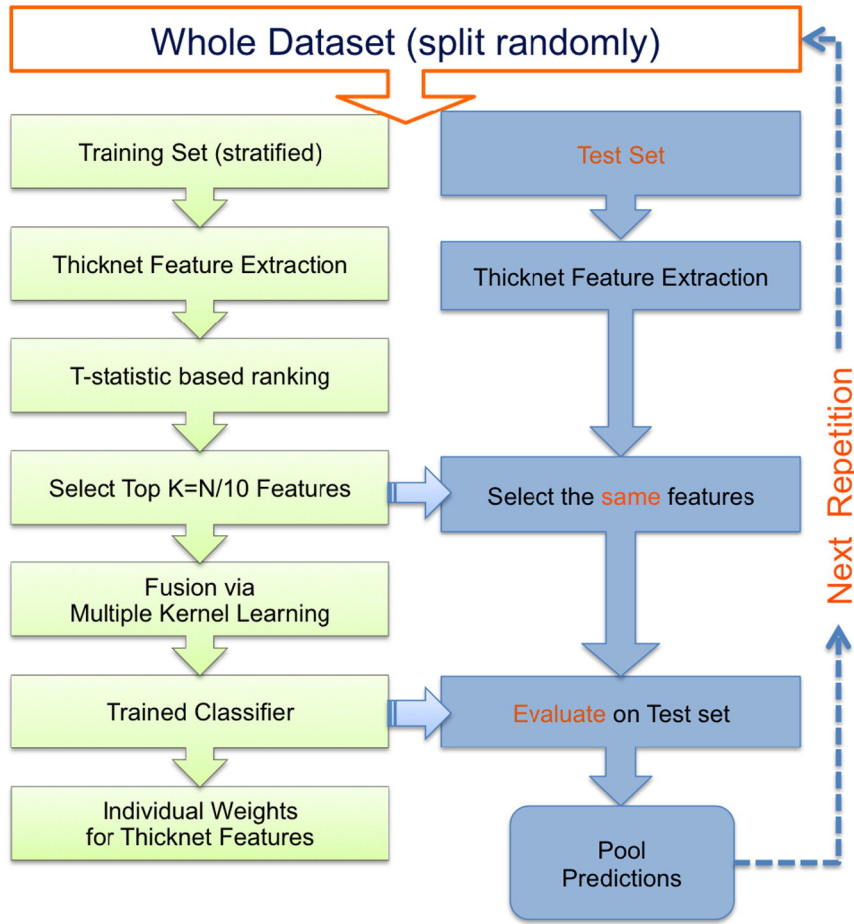 Whole Dataset (split randomly)
Training Set (stratified)
Thicknet Feature Extraction
T-statistic based ranking
Select Top K=N/10 Features
Fusion via
Multiple Kernel Learning
Trained Classifier
Individual Weights
for Thicknet Features
Test Set
Thicknet Feature Extraction
Select the same features
Evaluate on Test set
Pool
Predictions
Next Repetition